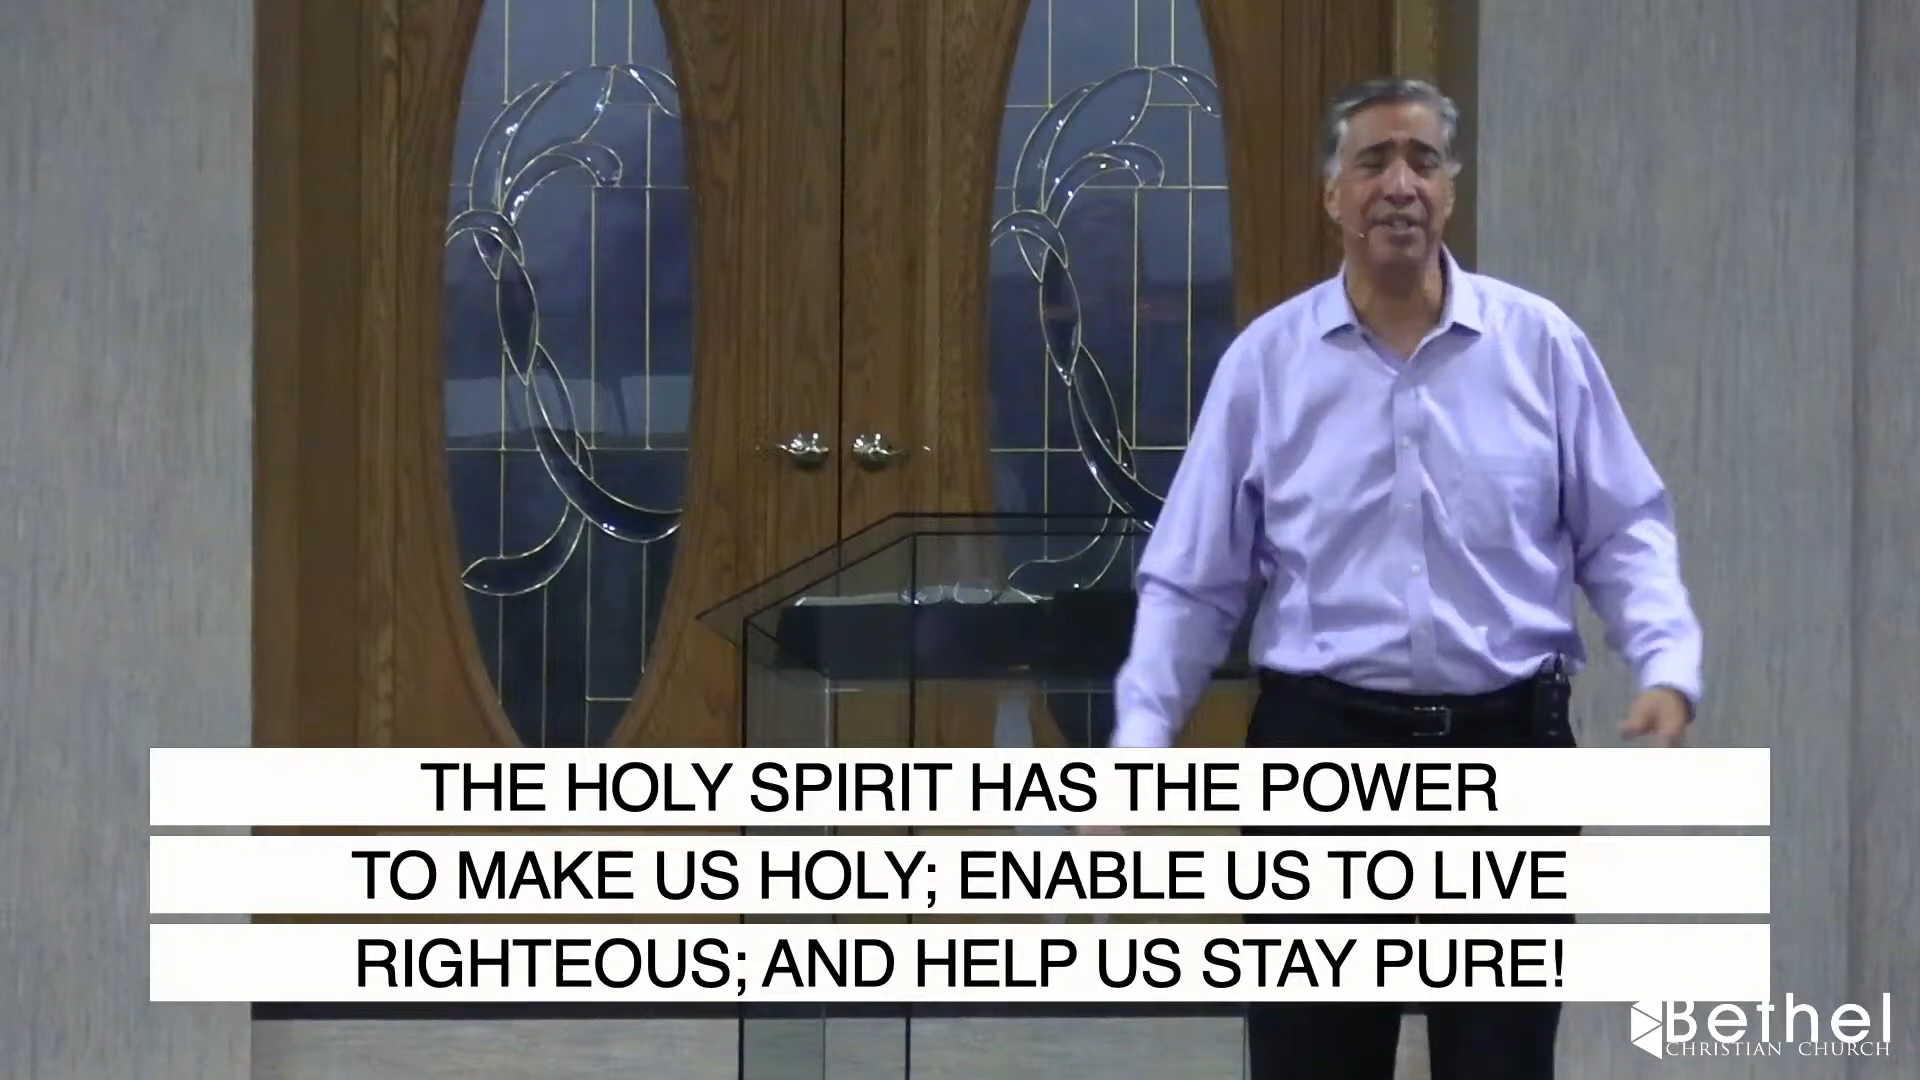 THE HOLY SPIRIT HAS THE POWER
TO MAKE US HOLY; ENABLE US TO LIVE
RIGHTEOUS; AND HELP US STAY PURE!
Bethel
CHRISTIAN CHURCH